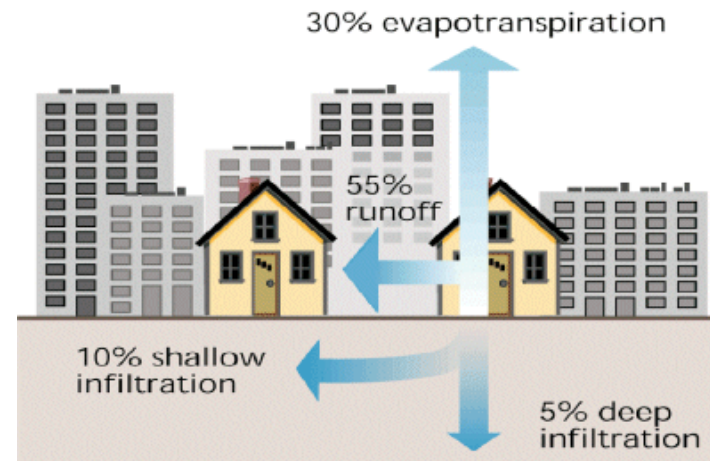 30% evapotranspiration
55%
runoff
10% shallow
infiltration
5% deep
infiltration